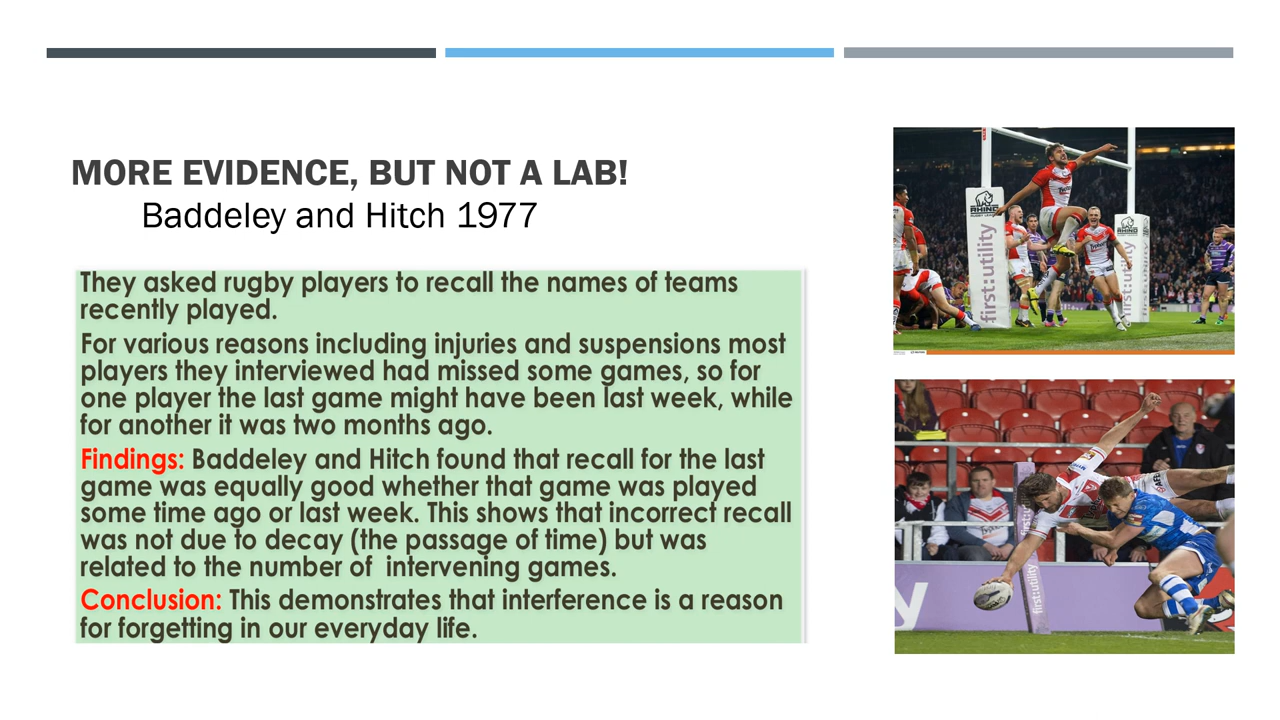 MORE EVIDENCE, BUT NOT A LAB!
Baddeley and Hitch 1977
They asked rugby players to recall the names of teams
recently played.
For various reasons including injuries and suspensions most
players they interviewed had missed some games, so for
one player the last game might have been last week, while
for another it was two months ago.
Findings: Baddeley and Hitch found that recall for the last
game was equally good whether that game was played
some time ago or last week. This shows that incorrect recall
was not due to decay (the passage of time) but was
related to the number of  intervening games.
Conclusion: This demonstrates that interference is a reason
for forgetting in our everyday life.
RHINO
first:utility
RHINO
first:utility
y
first:utility